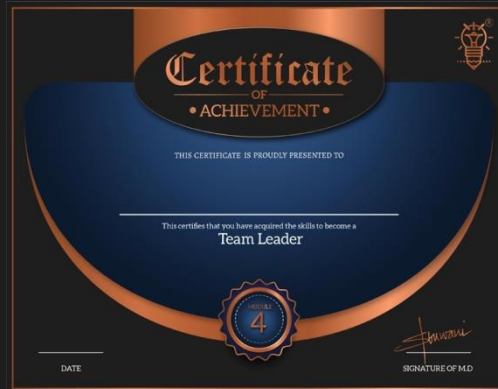 Certificate
OF
• ACHIEVEMENT •
THIS CERTIFICATE IS PROUDLY PRESENTED TO
This certifies that you have acquired the skills to become a
Team Leader
MODULE
4
DATE
SIGNATURE OF M.D